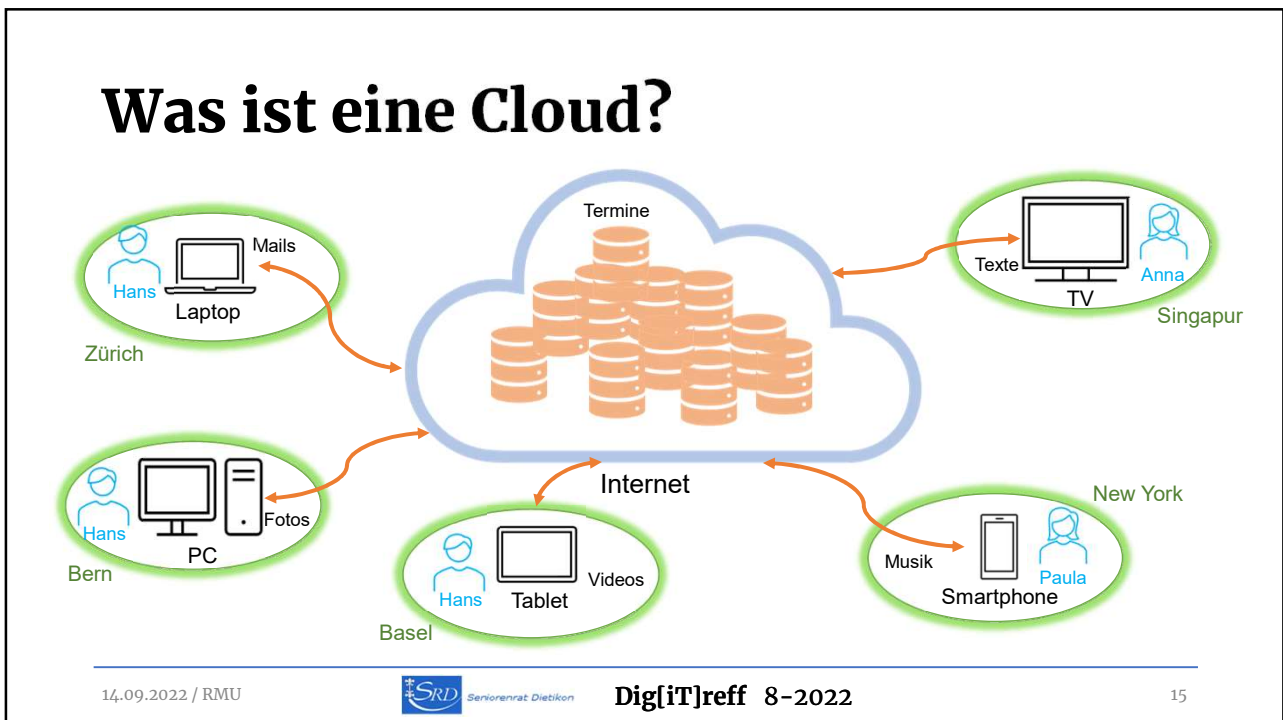 Was ist eine Cloud?
Termine
Mails
Hans
Laptop
Zürich
Texte
TV
Anna
Singapur
Hans
Fotos
PC
Bern
Internet
Hans
Tablet
Videos
Basel
New York
Musik
Paula
Smartphone
14.09.2022 / RMU
SRD Seniorenrat Dietikon
Dig[iT]reff 8-2022
15